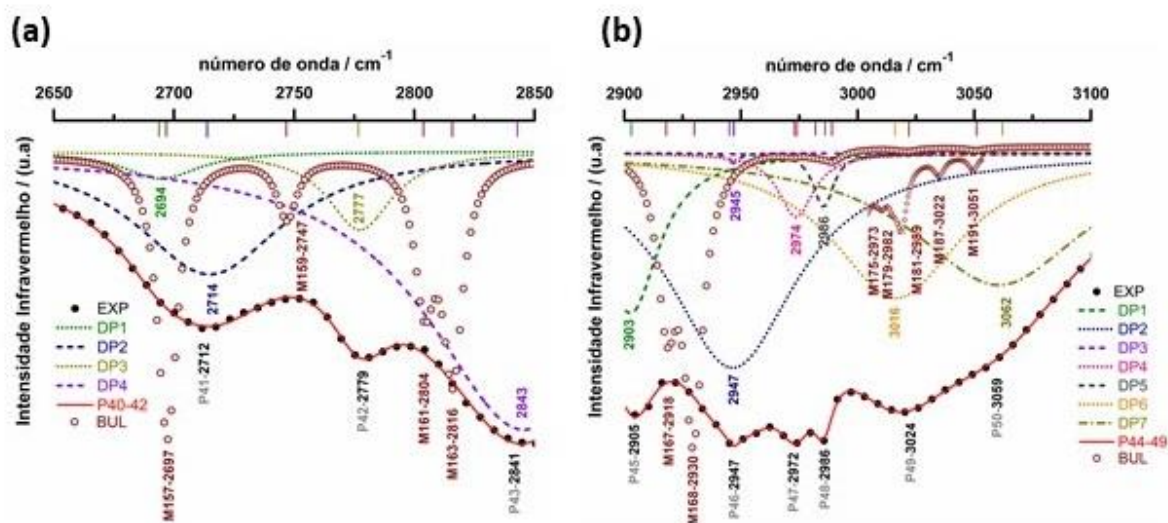 (a)
número de onda / cm-1
2650 2700 2750 2800 2850
Intensidade Infravermelho / (u.a)
2694
2777
M159-2747
2714
2843
EXP
DP1
DP2
DP3
DP4
P40-42
BUL
P41-2712
P42-2779
M161-2804
M163-2816
M157-2697
P43-2841
(b)
número de onda / cm-1
2900 2950 3000 3050 3100
Intensidade Infravermelho / (u.a)
2945
2974
2986
M175-2973
M179-2982
M181-2989
M187-3022
M191-3051
2903
3016
3062
2947
EXP
DP1
DP2
DP3
DP4
DP5
DP6
DP7
P44-49
BUL
P45-2905
M167-2918
M168-2930
P46-2947
P47-2972
P48-2986
P49-3024
P50-3059